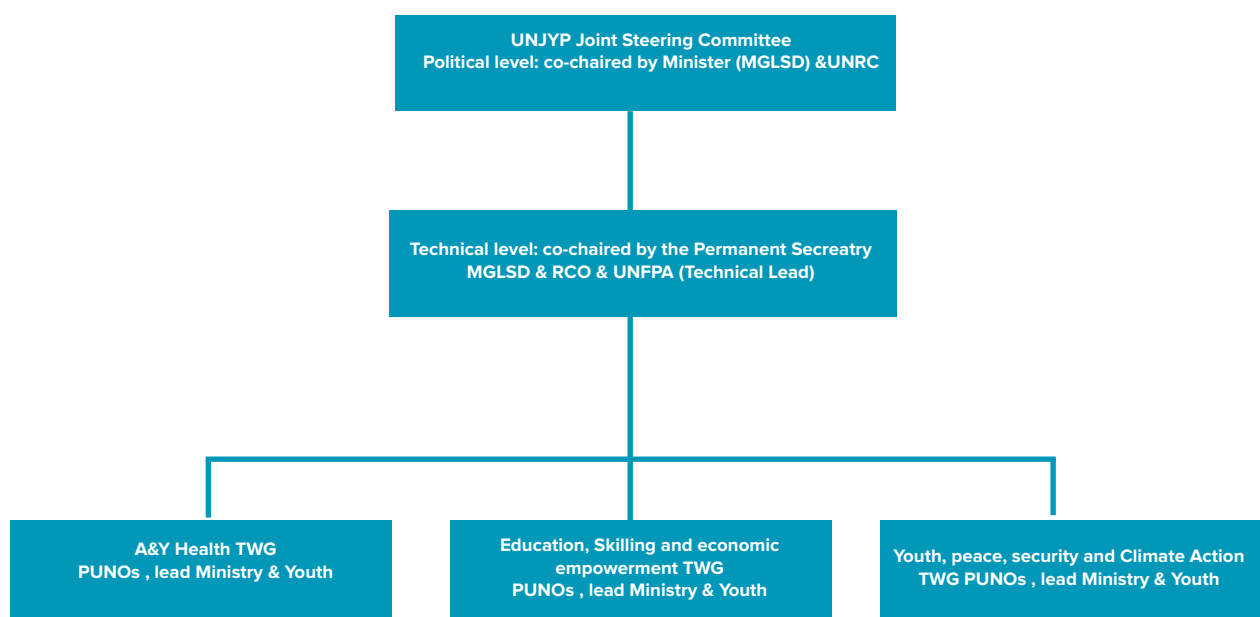 UNJYP Joint Steering Committee
Political level: co-chaired by Minister (MGLSD) &UNRC
Technical level: co-chaired by the Permanent Secreatry
MGLSD & RCO & UNFPA (Technical Lead)
A&Y Health TWG
PUNOs , lead Ministry & Youth
Education, Skilling and economic
empowerment TWG
PUNOs , lead Ministry & Youth
Youth, peace, security and Climate Action
TWG PUNOs , lead Ministry & Youth